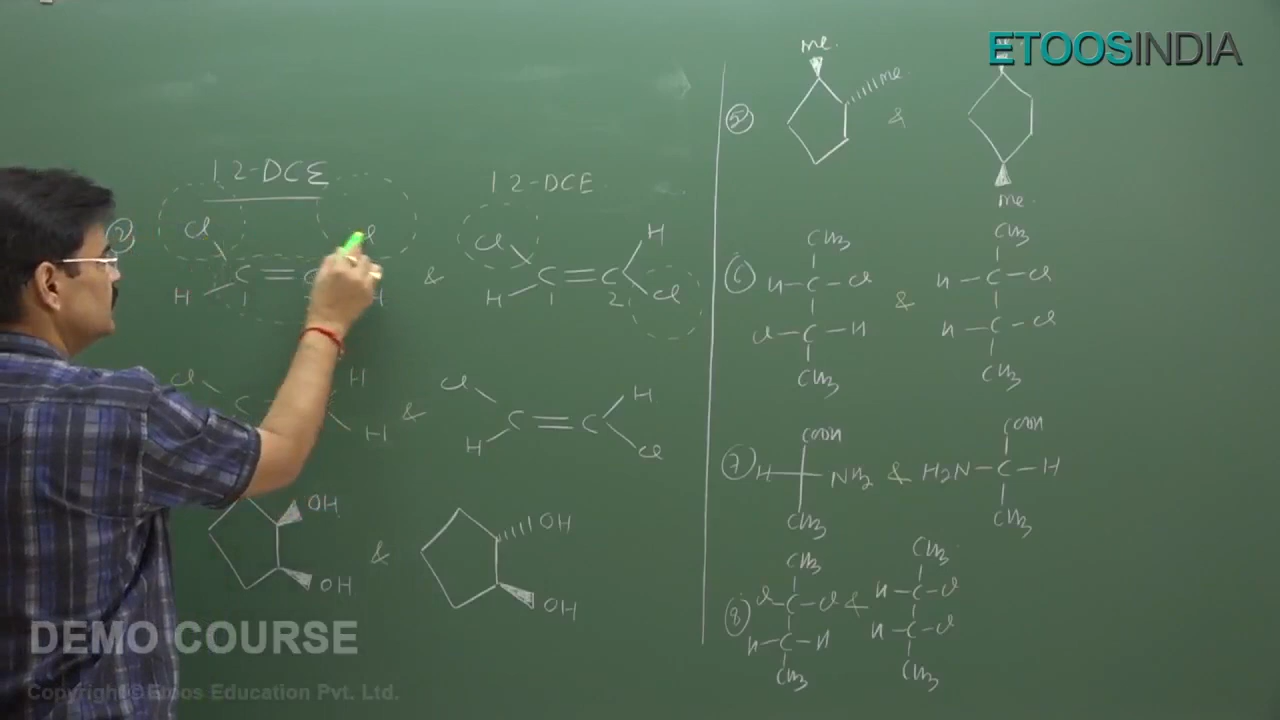 ETOOSINDIA
1 2-DCE
1 2-DCE
2
Cl
H
C = C
1
H
&
Cl
H
C = C
1 2
H
Cl
Cl
C
H
H
&
Cl
H
C = C
H
Cl
OH
OH
&
OH
OH
5
Me.
Me.
&
Me.
6
CH3
H - C - Cl
Cl - C - H
CH3
&
CH3
H - C - Cl
H - C - Cl
CH3
7
COOH
H NH2
CH3
&
COOH
H2N - C - H
CH3
8
CH3
Cl - C - Cl
H - C - H
CH3
&
CH3
H - C - Cl
H - C - Cl
CH3
DEMO COURSE
Copyright © Etoos Education Pvt. Ltd.